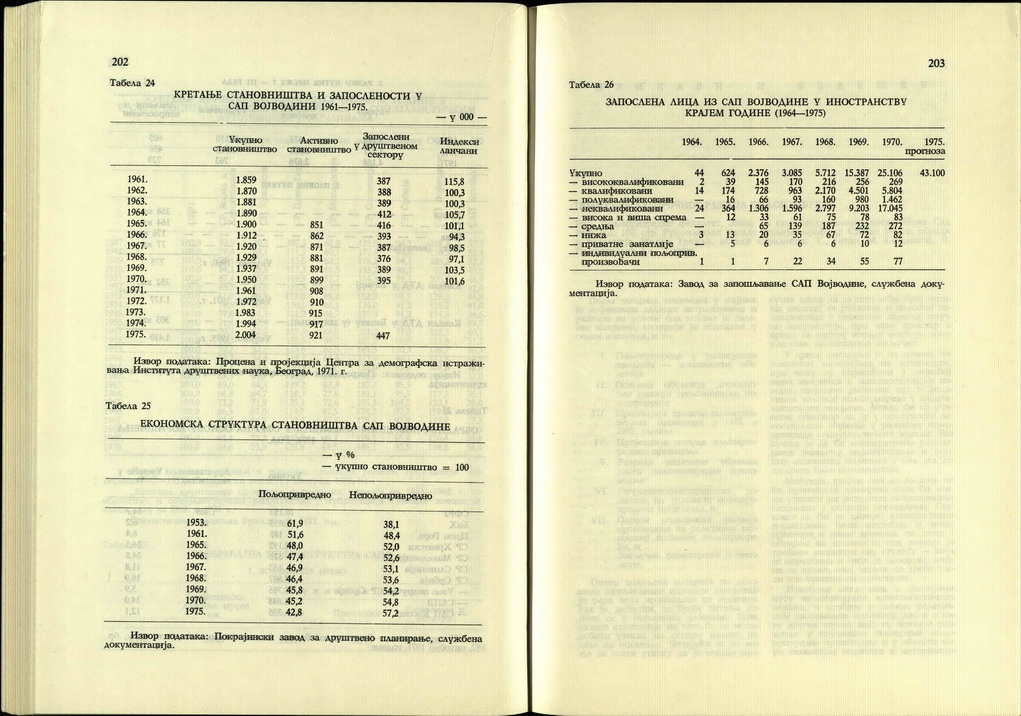 202
Табела 24
КРЕТАЊЕ СТАНОВНИШТВА И ЗАПОСЛЕНОСТИ У
САП ВОЈВОДИНИ 1961—1975.
— у 000 —
Укупно становништво Активно становништво Запослени у друштвеном сектору Индекси ланчани
1961. 1.859 387 115,8
1962. 1.870 388 100,3
1963. 1.881 389 100,3
1964. 1.890 412 105,7
1965. 1.900 851 416 101,1
1966. 1.912 862 393 94,3
1967. 1.920 871 387 98,5
1968. 1.929 881 376 97,1
1969. 1.937 891 389 103,5
1970. 1.950 899 395 101,6
1971. 1.961 908
1972. 1.972 910
1973. 1.983 915
1974. 1.994 917
1975. 2.004 921 447
Извор података: Процена и пројекција Центра за демографска истражи-
вања Института друштвених наука, Београд, 1971. г.
Табела 25
ЕКОНОМСКА СТРУКТУРА СТАНОВНИШТВА САП ВОЈВОДИНЕ
— у %
— укупно становништво = 100
Пољопривредно Непољопривредно
1953. 61,9 38,1
1961. 51,6 48,4
1965. 48,0 52,0
1966. 47,4 52,6
1967. 46,9 53,1
1968. 46,4 53,6
1969. 45,8 54,2
1970. 45,2 54,8
1975. 42,8 57,2
Извор података: Покрајински завод за друштвено планирање, службена
документација.
203
Табела 26
ЗАПОСЛЕНА ЛИЦА ИЗ САП ВОЈВОДИНЕ У ИНОСТРАНСТВУ
КРАЈЕМ ГОДИНЕ (1964—1975)
1964. 1965. 1966. 1967. 1968. 1969. 1970. 1975.
прогноза
Укупно 44 624 2.376 3.085 5.712 15.387 25.106 43.100
— висококвалификовани 2 39 145 170 216 256 269
— квалификовани 14 174 728 963 2.170 4.501 5.804
— полуквалификовани — 16 66 93 160 980 1.462
— неквалификовани 24 364 1.306 1.596 2.797 9.203 17.045
— висока и виша спрема — 12 33 61 75 78 83
— средња — 65 139 187 232 272
— нижа 3 13 20 35 67 72 82
— приватне занатлије — 5 6 6 6 10 12
— индивидуални пољоприв.
произвођачи 1 1 7 22 34 55 77
Извор података: Завод за запошљавање САП Војводине, службена доку-
ментација.